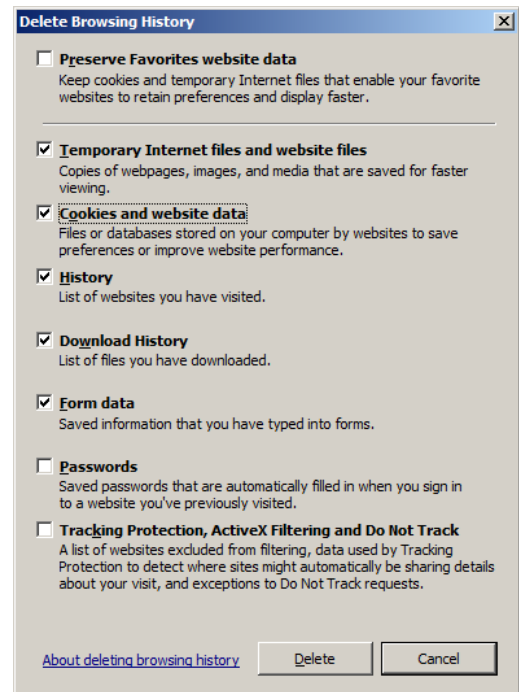 Delete Browsing History
Preserve Favorites website data
Keep cookies and temporary Internet files that enable your favorite
websites to retain preferences and display faster.
Temporary Internet files and website files
Copies of webpages, images, and media that are saved for faster
viewing.
Cookies and website data
Files or databases stored on your computer by websites to save
preferences or improve website performance.
History
List of websites you have visited.
Download History
List of files you have downloaded.
Form data
Saved information that you have typed into forms.
Passwords
Saved passwords that are automatically filled in when you sign in
to a website you've previously visited.
Tracking Protection, ActiveX Filtering and Do Not Track
A list of websites excluded from filtering, data used by Tracking
Protection to detect where sites might automatically be sharing details
about your visit, and exceptions to Do Not Track requests.
About deleting browsing history
Delete
Cancel